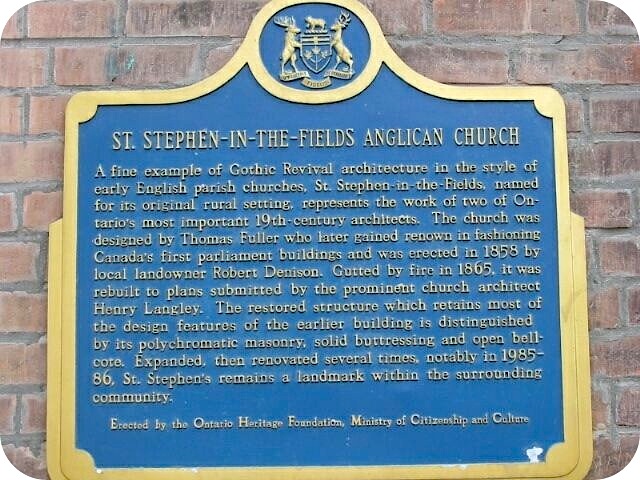 ST. STEPHEN-IN-THE-FIELDS ANGLICAN CHURCH
A fine example of Gothic Revival architecture in the style of
early English parish churches, St. Stephen-in-the-Fields, named
for its original rural setting, represents the work of two of On-
tario's most important 19th-century architects. The church was
designed by Thomas Fuller who later gained renown in fashioning
Canada's first parliament buildings and was erected in 1858 by
local landowner Robert Denison. Gutted by fire in 1865, it was
rebuilt to plans submitted by the prominent church architect
Henry Langley. The restored structure which retains most of
the design features of the earlier building is distinguished
by its polychromatic masonry, solid buttressing and open bell-
cote. Expanded, then renovated several times, notably in 1985-
86, St. Stephen's remains a landmark within the surrounding
community.
Erected by the Ontario Heritage Foundation, Ministry of Citizenship and Culture